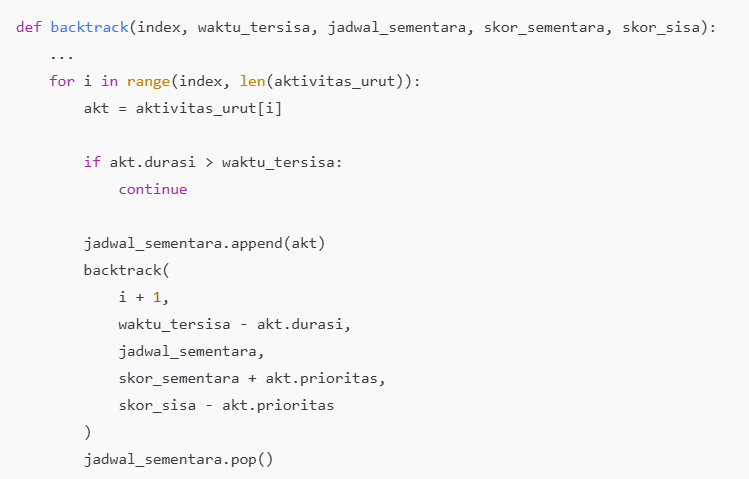 def backtrack(index, waktu_tersisa, jadwal_sementara, skor_sementara, skor_sisa):
    ...
    for i in range(index, len(aktivitas_urut)):
        akt = aktivitas_urut[i]

        if akt.durasi > waktu_tersisa:
            continue

        jadwal_sementara.append(akt)
        backtrack(
            i + 1,
            waktu_tersisa - akt.durasi,
            jadwal_sementara,
            skor_sementara + akt.prioritas,
            skor_sisa - akt.prioritas
        )
        jadwal_sementara.pop()